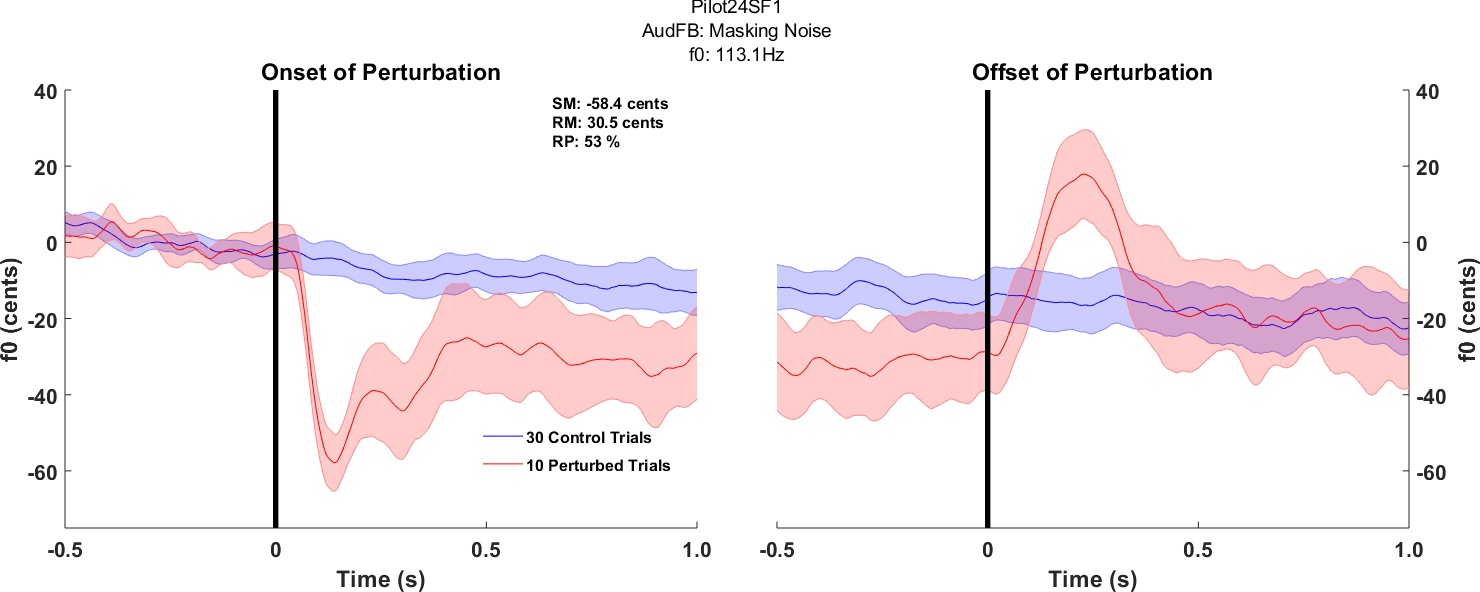 Pilot24SF1
AudFB: Masking Noise
f0: 113.1Hz
Onset of Perturbation
SM: -58.4 cents
RM: 30.5 cents
RP: 53 %
40
20
0
-20
-40
-60
f0 (cents)
30 Control Trials
10 Perturbed Trials
-0.5
0
0.5
1.0
Time (s)
Offset of Perturbation
40
20
0
-20
-40
-60
f0 (cents)
-0.5
0
0.5
1.0
Time (s)